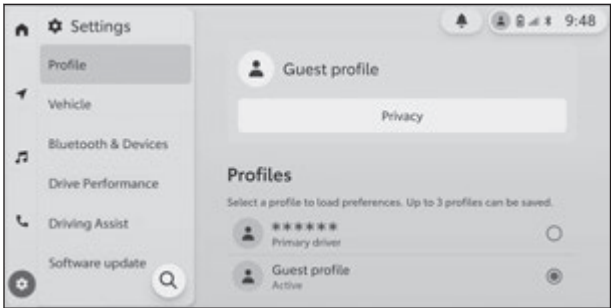 Settings
9:48
Profile
Guest profile
Vehicle
Privacy
Bluetooth & Devices
Profiles
Drive Performance
Select a profile to load preferences. Up to 3 profiles can be saved.
Driving Assist
******
Primary driver
Software update
Guest profile
Active